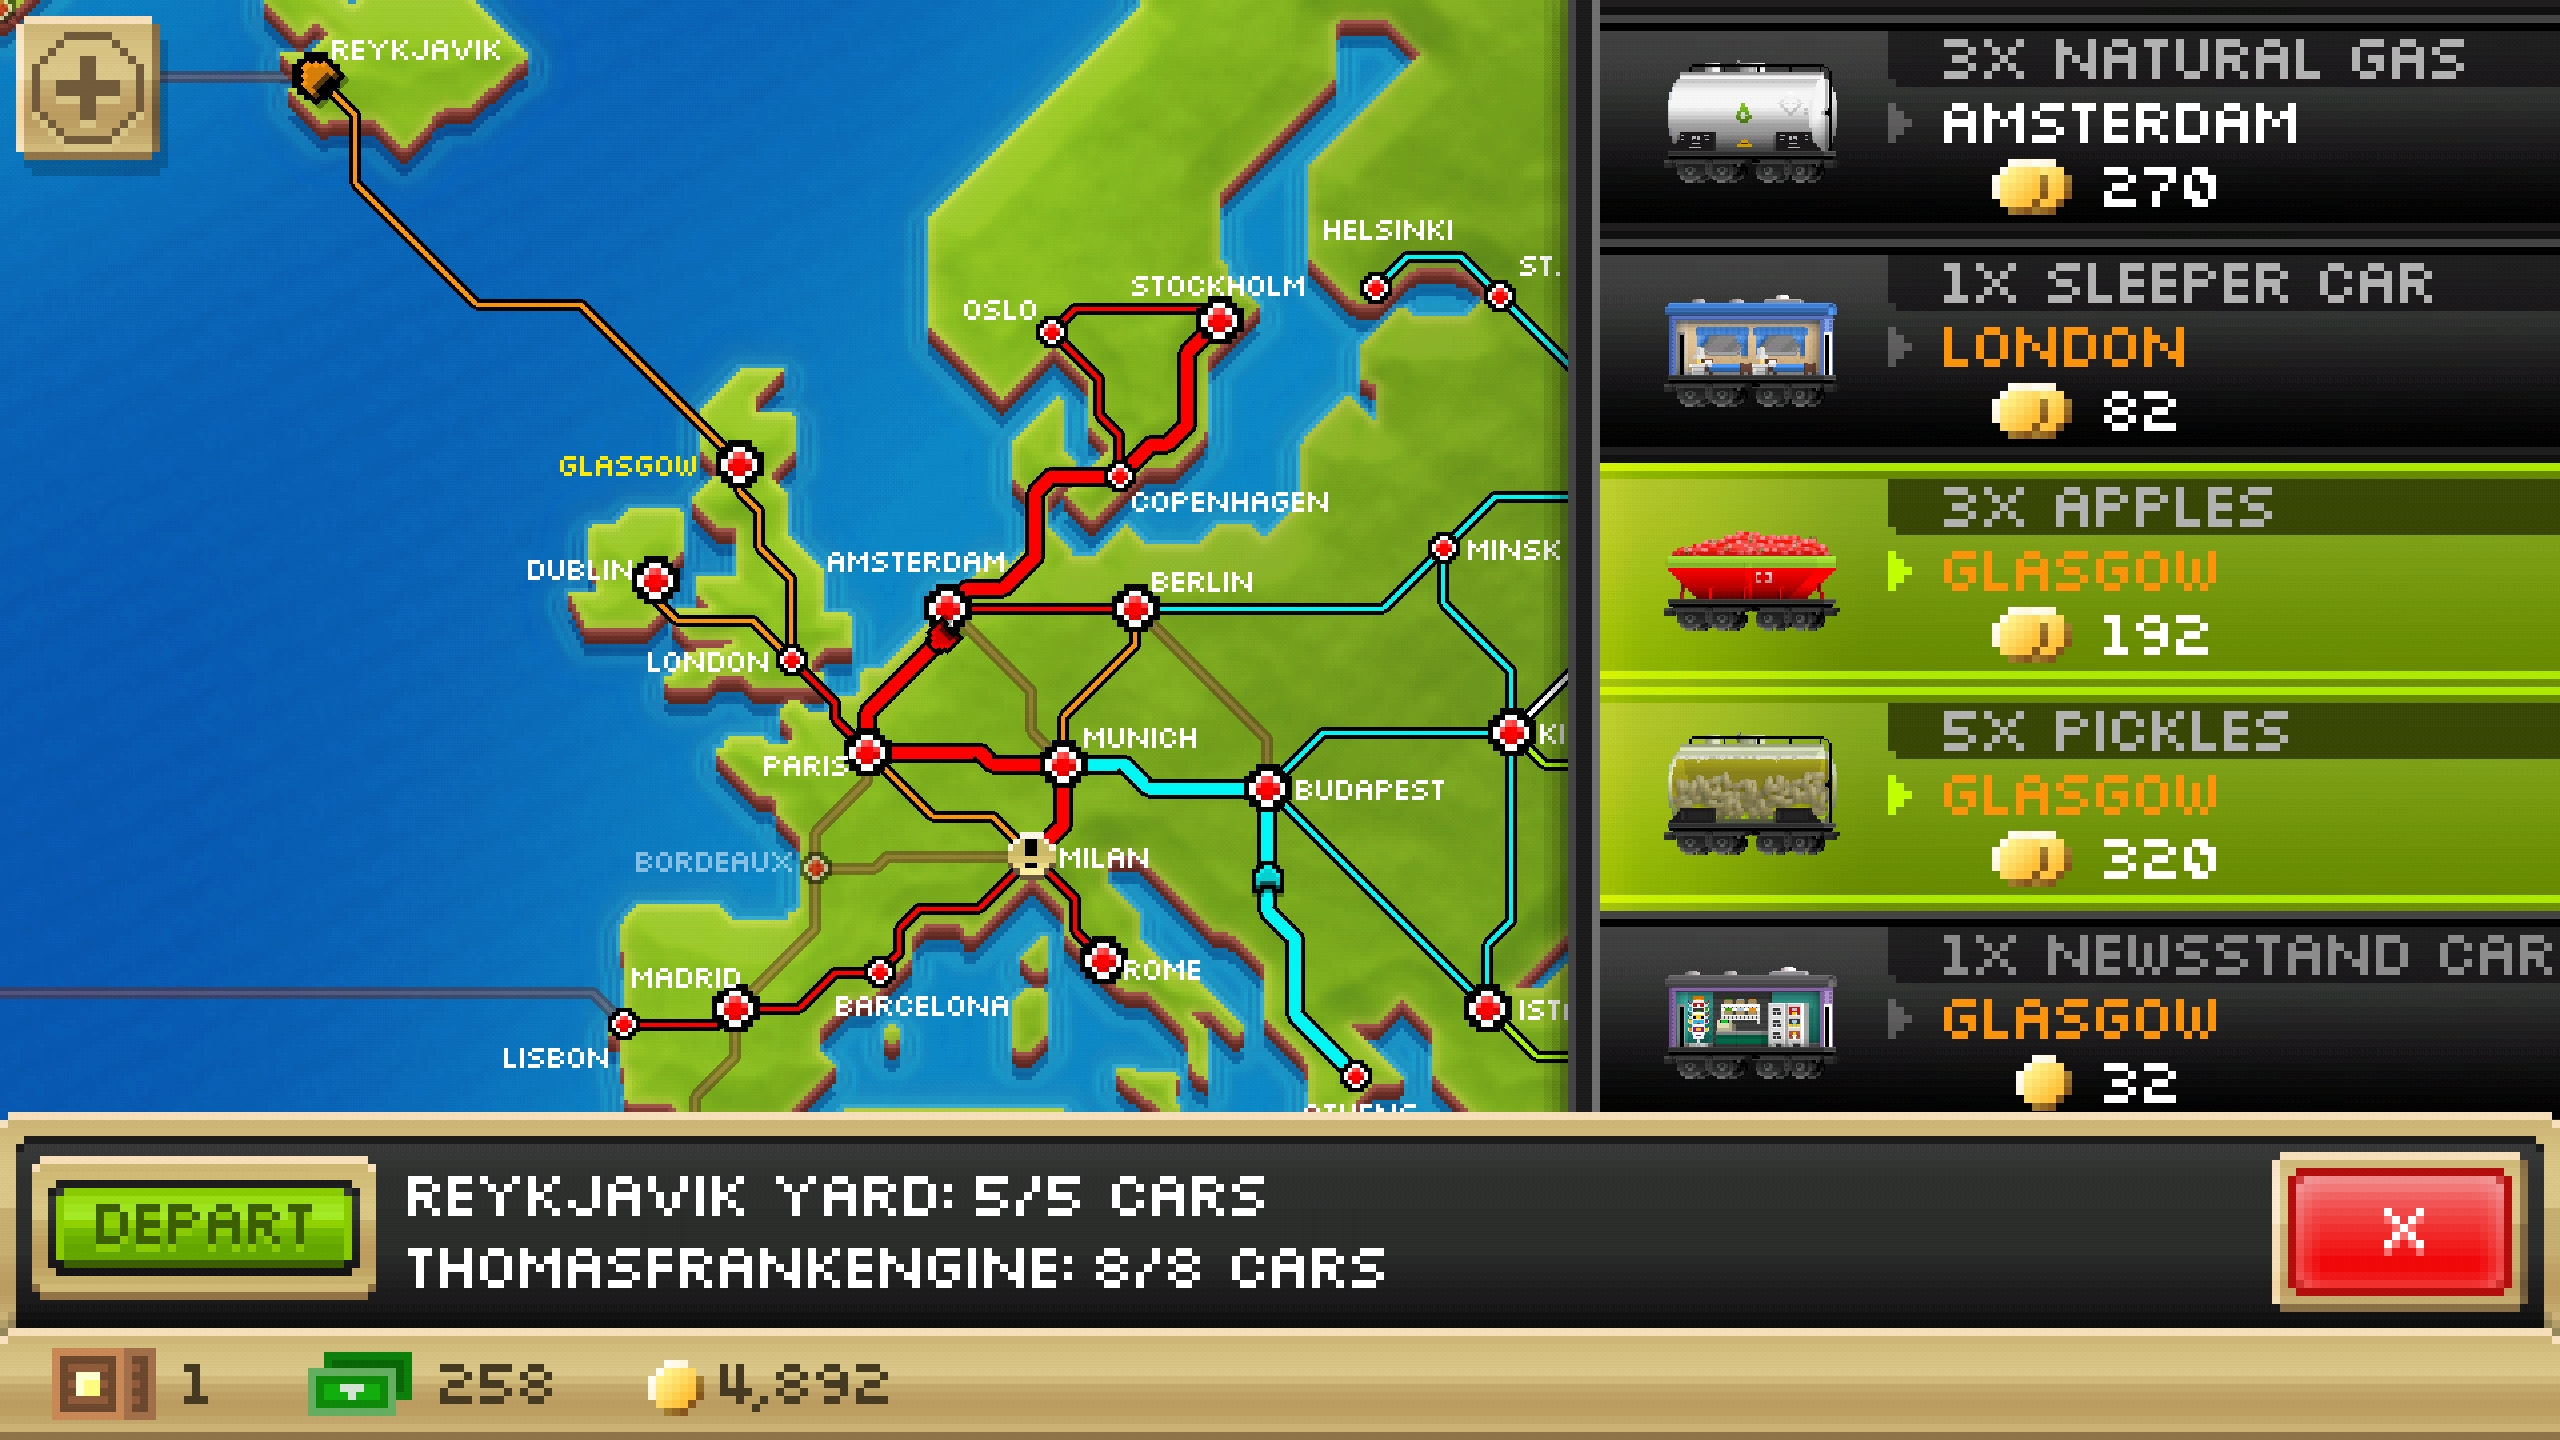 REYKJAVIK
HELSINKI
ST.
STOCKHOLM
OSLO
GLASGOW
COPENHAGEN
MINSK
AMSTERDAM
DUBLIN
BERLIN
LONDON
MUNICH
KI
PARIS
BUDAPEST
BORDEAUX
MILAN
MADRID
ROME
BARCELONA
IST
LISBON
ATHENS
3X NATURAL GAS
AMSTERDAM
270
1X SLEEPER CAR
LONDON
82
3X APPLES
GLASGOW
192
5X PICKLES
GLASGOW
320
1X NEWSSTAND CAR
GLASGOW
32
DEPART
REYKJAVIK YARD: 5/5 CARS
THOMASFRANKENGINE: 8/8 CARS
X
1
258
4,892